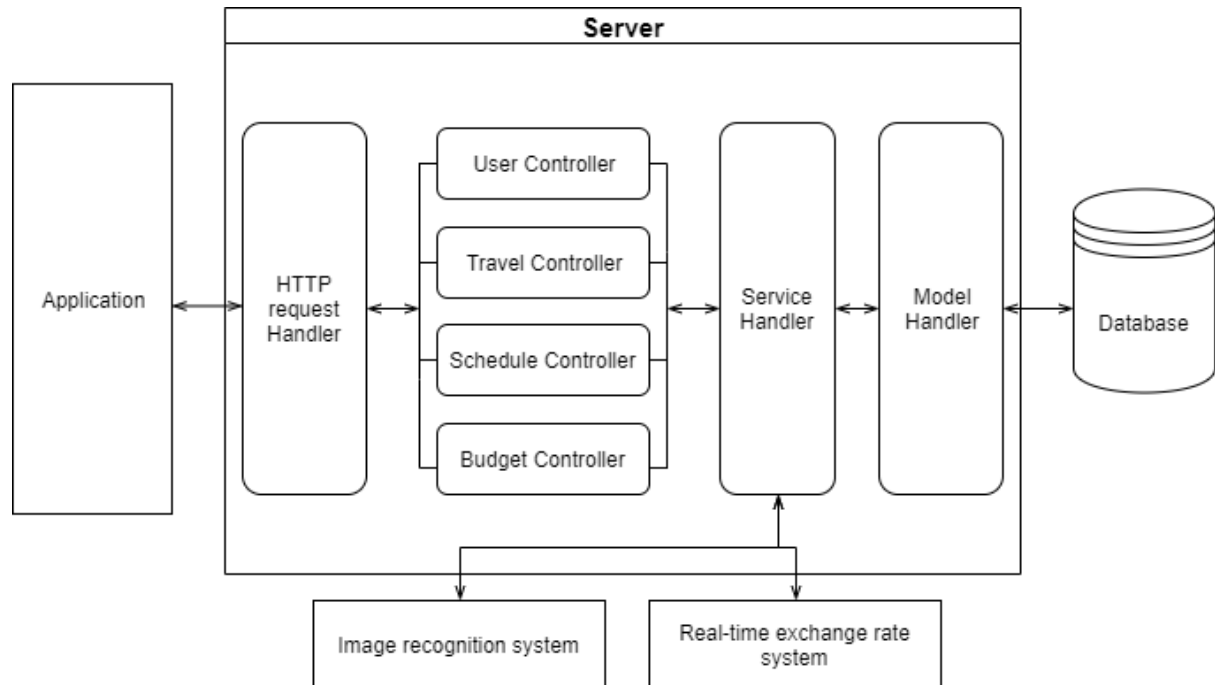 Server
Application
HTTP
request
Handler
User Controller
Travel Controller
Schedule Controller
Budget Controller
Service
Handler
Model
Handler
Database
Image recognition system
Real-time exchange rate
system